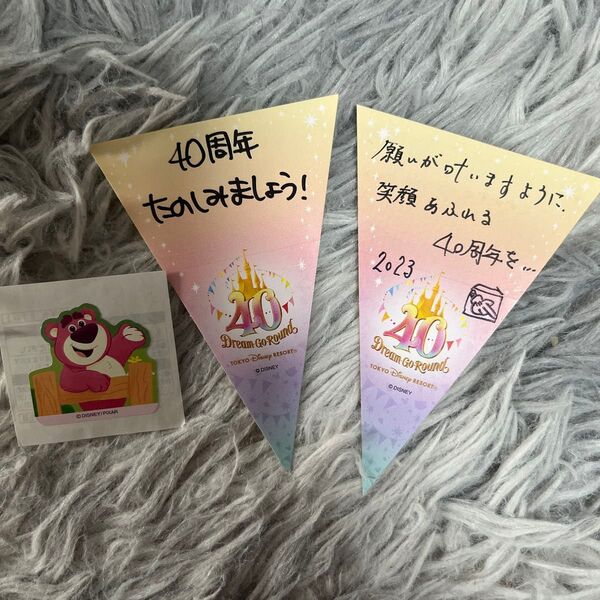 40周年
たのしみましょう!
40
Dream Go Round
TOKYO Disney RESORT®
© DISNEY
願いが叶いますように.
笑顔あふれる
40周年を...
2023
40
Dream Go Round
TOKYO Disney RESORT®
© DISNEY
© DISNEY/PIXAR